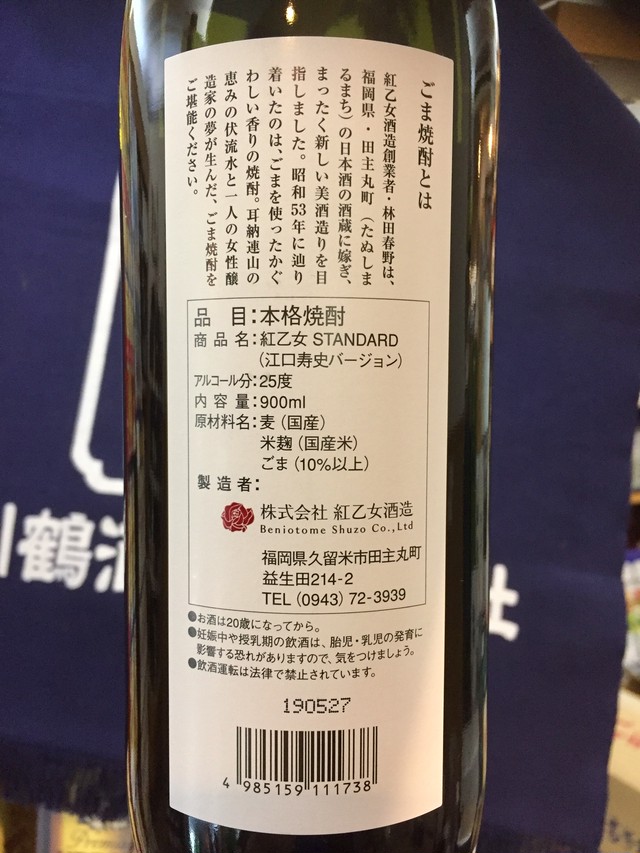 ごま焼酎とは
紅乙女酒造創業者・林田春野は、
福岡県・田主丸町（たぬしま
るまち）の日本酒の酒蔵に嫁ぎ、
まったく新しい美酒造りを目
指しました。昭和53年に辿り
着いたのは、ごまを使ったかぐ
わしい香りの焼酎。耳納連山の
恵みの伏流水と一人の女性醸
造家の夢が生んだ、ごま焼酎を
ご堪能ください。
品 目：本格焼酎
商品名：紅乙女 STANDARD
（江口寿史バージョン）
アルコール分：25度
内容量：900ml
原材料名：麦（国産）
米麹（国産米）
ごま（10%以上）
製造者：
株式会社 紅乙女酒造
Beniotome Shuzo Co.,Ltd
福岡県久留米市田主丸町
益生田214-2
TEL（0943）72-3939
●お酒は20歳になってから。
●妊娠中や授乳期の飲酒は、胎児・乳児の発育に
影響する恐れがありますので、気をつけましょう。
●飲酒運転は法律で禁止されています。
190527
4 985159 111738
川鶴酒
社